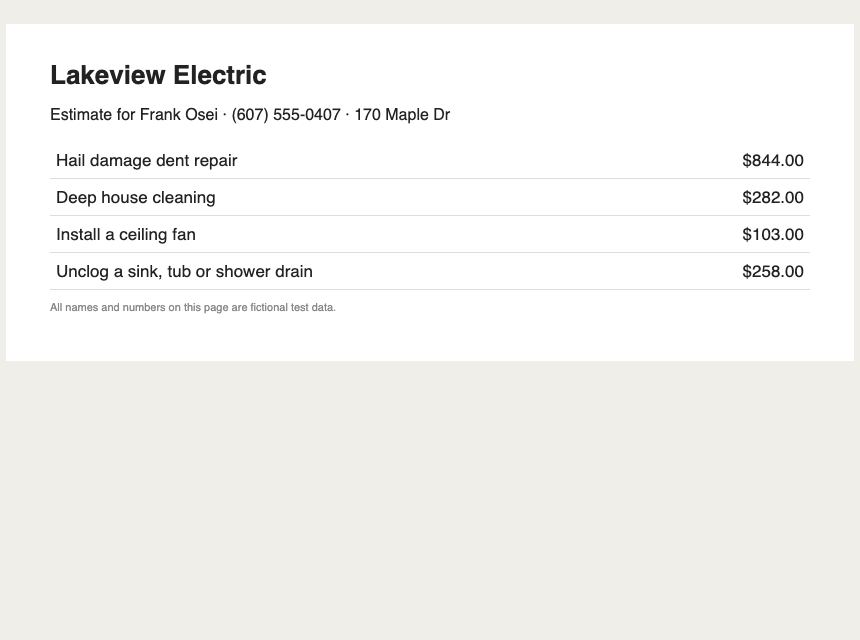 Lakeview Electric
Estimate for Frank Osei · (607) 555-0407 · 170 Maple Dr
Hail damage dent repair $844.00
Deep house cleaning $282.00
Install a ceiling fan $103.00
Unclog a sink, tub or shower drain $258.00
All names and numbers on this page are fictional test data.